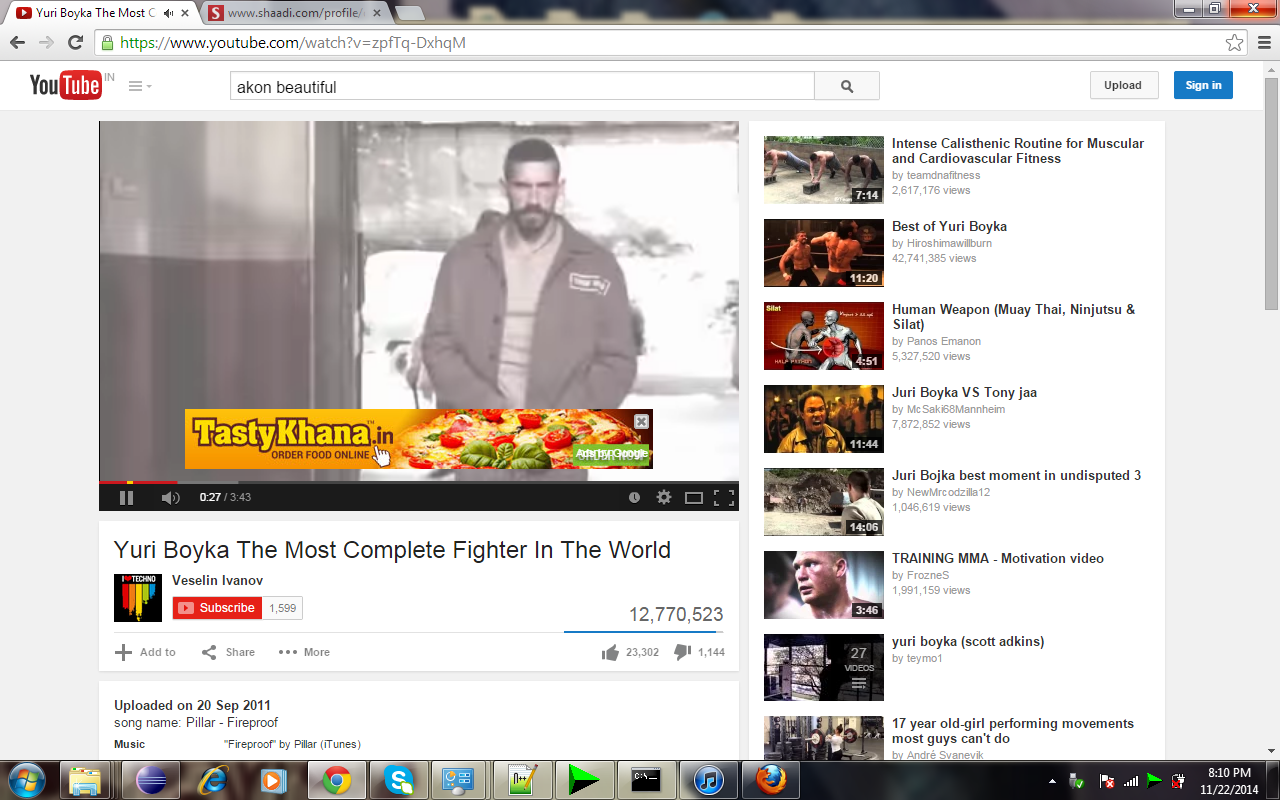 Yuri Boyka The Most C
www.shaadi.com/profile/
https://www.youtube.com/watch?v=zpfTq-DxhqM
YouTube IN
akon beautiful
Upload
Sign in
TastyKhana.in
ORDER FOOD ONLINE
Ads by Google
0:27 / 3:43
Yuri Boyka The Most Complete Fighter In The World
I ♥ TECHNO
Veselin Ivanov
Subscribe 1,599
12,770,523
Add to Share More 23,302 1,144
Uploaded on 20 Sep 2011
song name: Pillar - Fireproof
Music "Fireproof" by Pillar (iTunes)
7:14
Intense Calisthenic Routine for Muscular
and Cardiovascular Fitness
by teamdnafitness
2,617,176 views
11:20
Best of Yuri Boyka
by Hiroshimawillburn
42,741,385 views
Silat
HALF PYTHON
4:51
Human Weapon (Muay Thai, Ninjutsu &
Silat)
by Panos Emanon
5,327,520 views
11:44
Juri Boyka VS Tony jaa
by McSaki68Mannheim
7,872,852 views
14:06
Juri Bojka best moment in undisputed 3
by NewMrcodzilla12
1,046,619 views
3:46
TRAINING MMA - Motivation video
by FrozneS
1,991,159 views
27
VIDEOS
yuri boyka (scott adkins)
by teymo1
17 year old-girl performing movements
most guys can't do
by André Svanevik
8:10 PM
11/22/2014